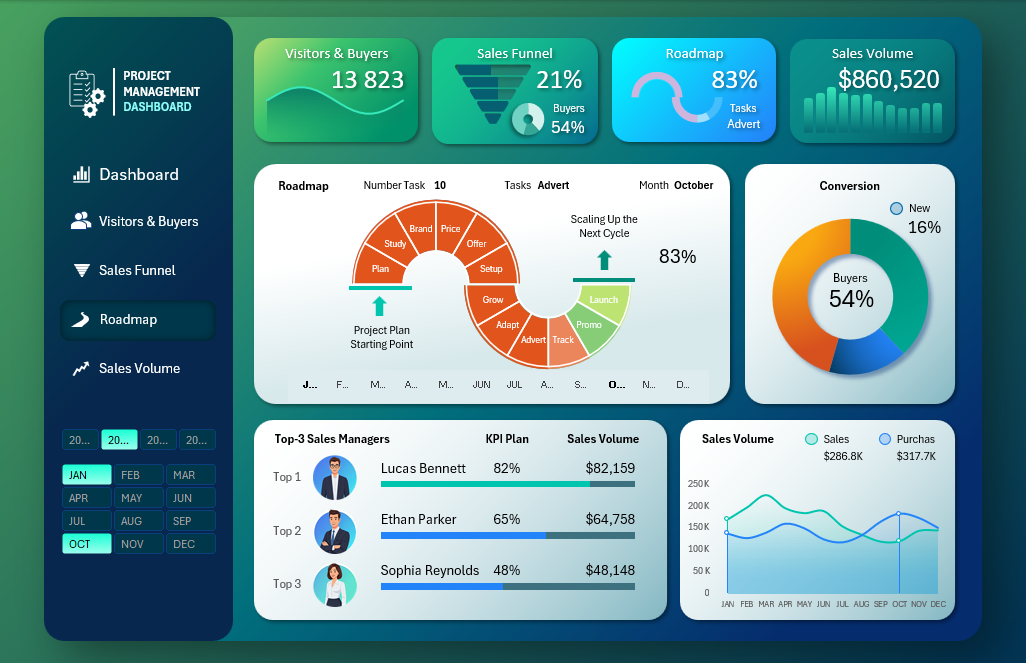 PROJECT
MANAGEMENT
DASHBOARD
Dashboard
Visitors & Buyers
Sales Funnel
Roadmap
Sales Volume
20... 20... 20... 20...
JAN FEB MAR
APR MAY JUN
JUL AUG SEP
OCT NOV DEC
Visitors & Buyers
13 823
Sales Funnel
21%
Buyers
54%
Roadmap
83%
Tasks
Advert
Sales Volume
$860,520
Roadmap Number Task 10 Tasks Advert Month October
Plan
Study
Brand
Price
Offer
Setup
Grow
Adapt
Advert
Track
Promo
Launch
Project Plan
Starting Point
Scaling Up the
Next Cycle
83%
J... F... M... A... M... JUN JUL A... S... O... N... D...
Conversion
New
16%
Buyers
54%
Top-3 Sales Managers KPI Plan Sales Volume
Top 1 Lucas Bennett 82% $82,159
Top 2 Ethan Parker 65% $64,758
Top 3 Sophia Reynolds 48% $48,148
Sales Volume Sales Purchas
$286.8K $317.7K
250K
200K
150K
100K
50 K
0
JAN FEB MAR APR MAY JUN JUL AUG SEP OCT NOV DEC